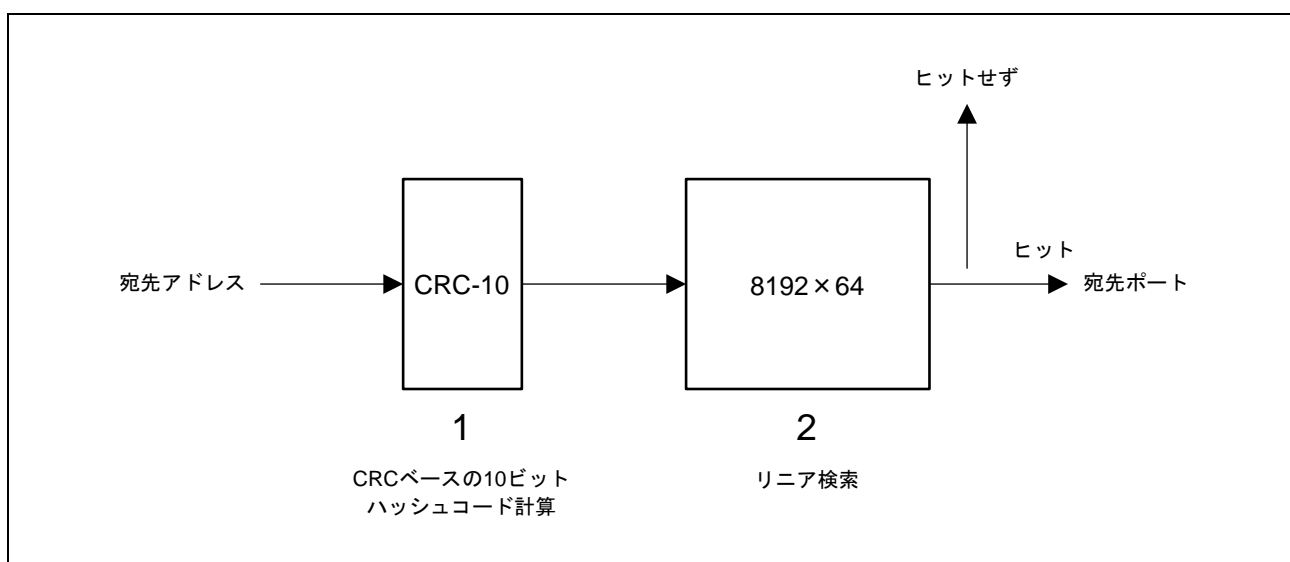 ヒットせず
ヒット
宛先アドレス
CRC-10
8192×64
宛先ポート
1
2
CRCベースの10ビット
ハッシュコード計算
リニア検索